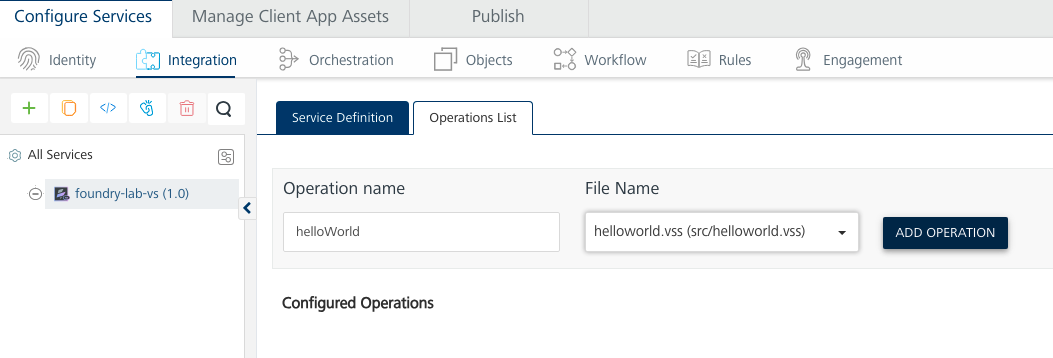 Configure Services Manage Client App Assets Publish
Identity Integration Orchestration Objects Workflow Rules Engagement
Service Definition Operations List
All Services
foundry-lab-vs (1.0)
Operation name File Name
helloWorld helloworld.vss (src/helloworld.vss) ADD OPERATION
Configured Operations